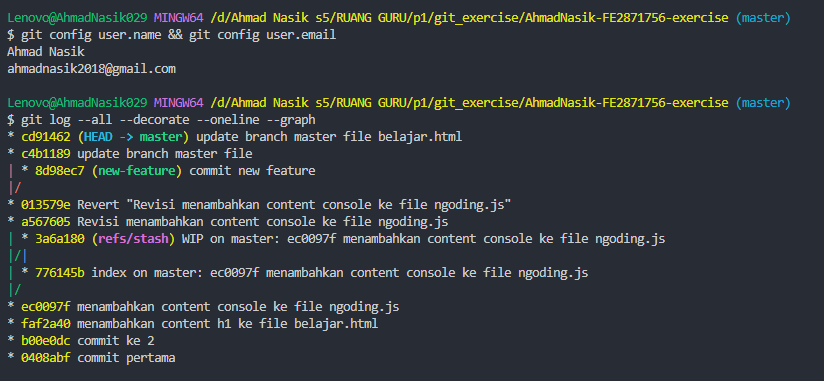 Lenovo@AhmadNasik029 MINGW64 /d/Ahmad Nasik s5/RUANG GURU/p1/git_exercise/AhmadNasik-FE2871756-exercise (master)
$ git config user.name && git config user.email
Ahmad Nasik
ahmadnasik2018@gmail.com

Lenovo@AhmadNasik029 MINGW64 /d/Ahmad Nasik s5/RUANG GURU/p1/git_exercise/AhmadNasik-FE2871756-exercise (master)
$ git log --all --decorate --oneline --graph
* cd91462 (HEAD -> master) update branch master file belajar.html
* c4b1189 update branch master file
| * 8d98ec7 (new-feature) commit new feature
|/
* 013579e Revert "Revisi menambahkan content console ke file ngoding.js"
* a567605 Revisi menambahkan content console ke file ngoding.js
| * 3a6a180 (refs/stash) WIP on master: ec0097f menambahkan content console ke file ngoding.js
|/|
| * 776145b index on master: ec0097f menambahkan content console ke file ngoding.js
|/
* ec0097f menambahkan content console ke file ngoding.js
* faf2a40 menambahkan content h1 ke file belajar.html
* b00e0dc commit ke 2
* 0408abf commit pertama